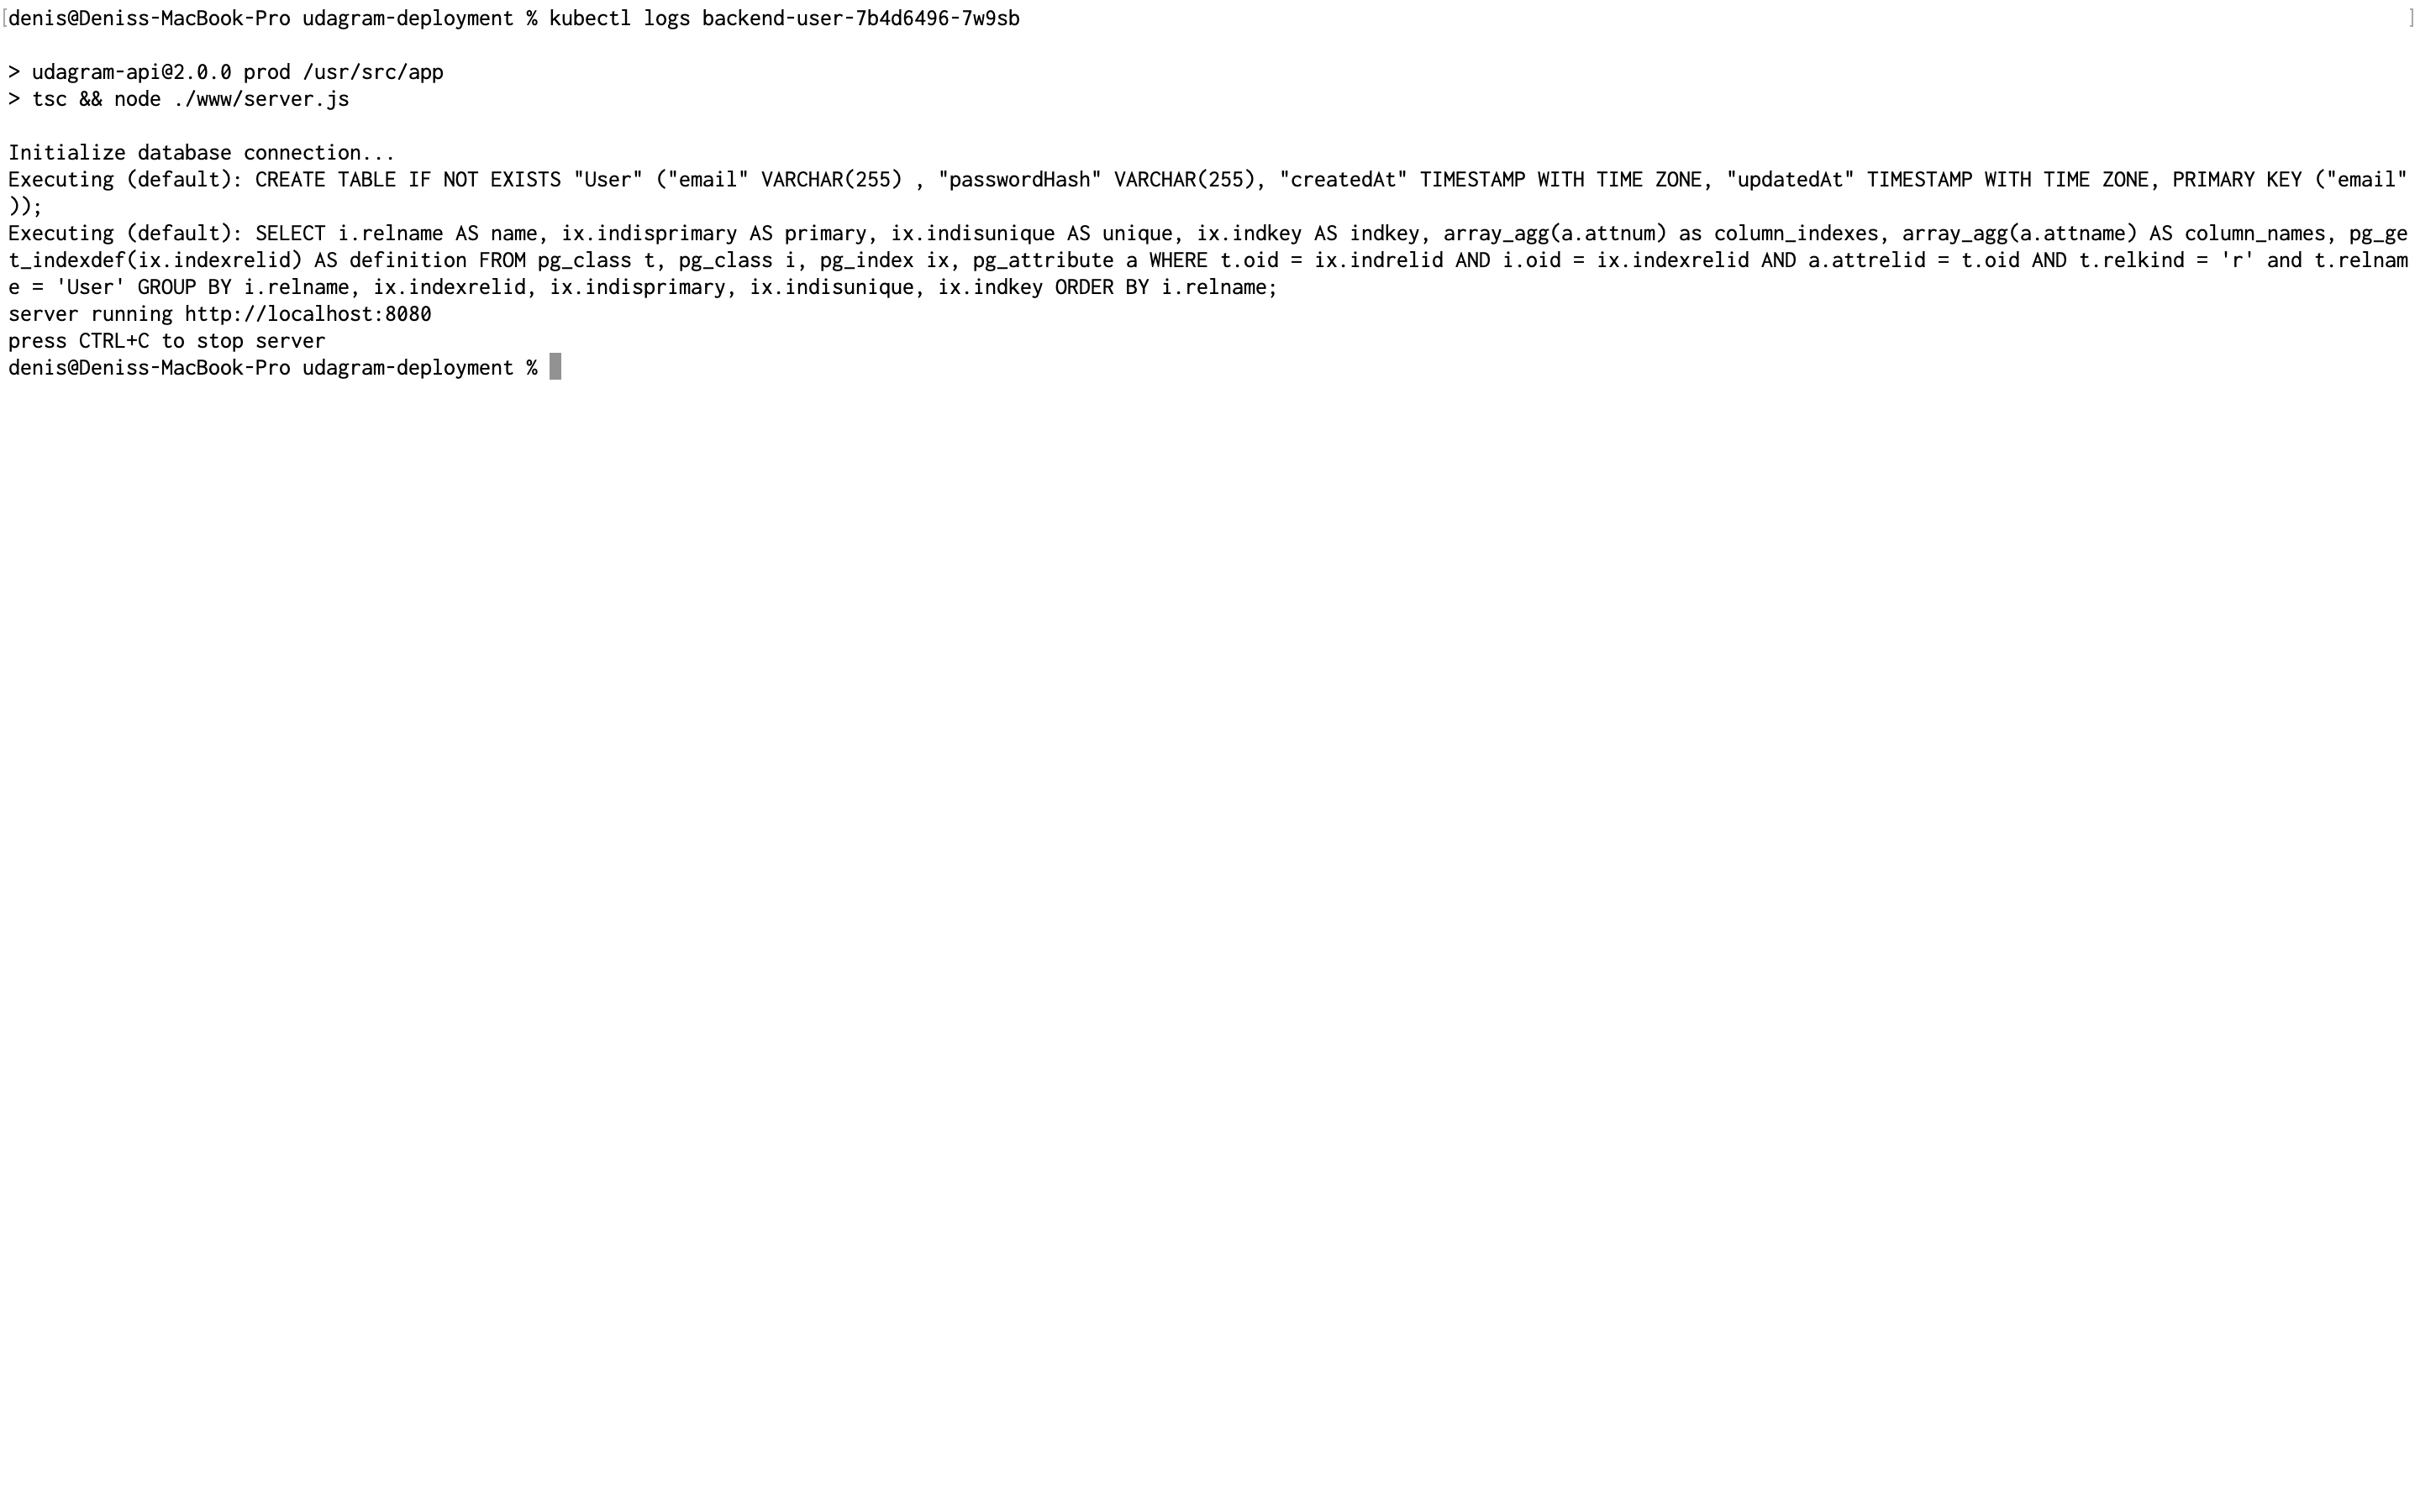 [denis@Deniss-MacBook-Pro udagram-deployment % kubectl logs backend-user-7b4d6496-7w9sb ]
> udagram-api@2.0.0 prod /usr/src/app
> tsc && node ./www/server.js
Initialize database connection...
Executing (default): CREATE TABLE IF NOT EXISTS "User" ("email" VARCHAR(255) , "passwordHash" VARCHAR(255), "createdAt" TIMESTAMP WITH TIME ZONE, "updatedAt" TIMESTAMP WITH TIME ZONE, PRIMARY KEY ("email"
));
Executing (default): SELECT i.relname AS name, ix.indisprimary AS primary, ix.indisunique AS unique, ix.indkey AS indkey, array_agg(a.attnum) as column_indexes, array_agg(a.attname) AS column_names, pg_ge
t_indexdef(ix.indexrelid) AS definition FROM pg_class t, pg_class i, pg_index ix, pg_attribute a WHERE t.oid = ix.indrelid AND i.oid = ix.indexrelid AND a.attrelid = t.oid AND t.relkind = 'r' and t.relnam
e = 'User' GROUP BY i.relname, ix.indexrelid, ix.indisprimary, ix.indisunique, ix.indkey ORDER BY i.relname;
server running http://localhost:8080
press CTRL+C to stop server
denis@Deniss-MacBook-Pro udagram-deployment %